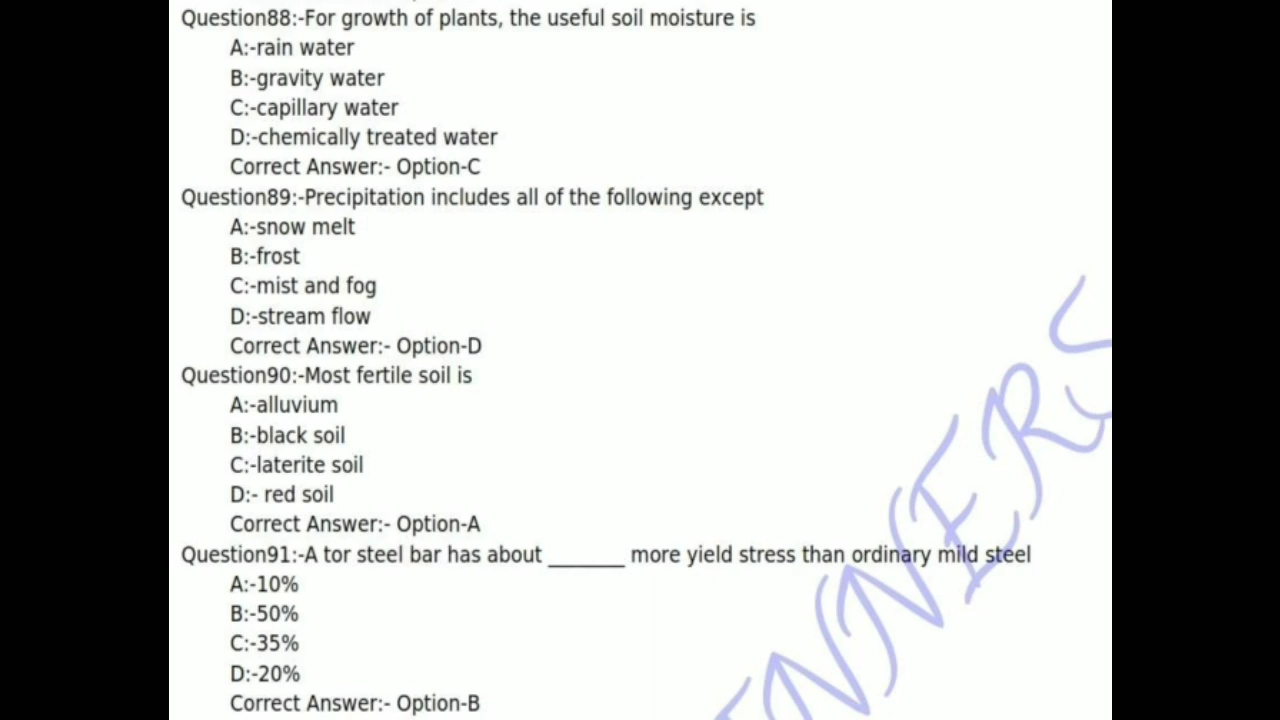 Question88:-For growth of plants, the useful soil moisture is
A:-rain water
B:-gravity water
C:-capillary water
D:-chemically treated water
Correct Answer:- Option-C
Question89:-Precipitation includes all of the following except
A:-snow melt
B:-frost
C:-mist and fog
D:-stream flow
Correct Answer:- Option-D
Question90:-Most fertile soil is
A:-alluvium
B:-black soil
C:-laterite soil
D:- red soil
Correct Answer:- Option-A
Question91:-A tor steel bar has about _______ more yield stress than ordinary mild steel
A:-10%
B:-50%
C:-35%
D:-20%
Correct Answer:- Option-B